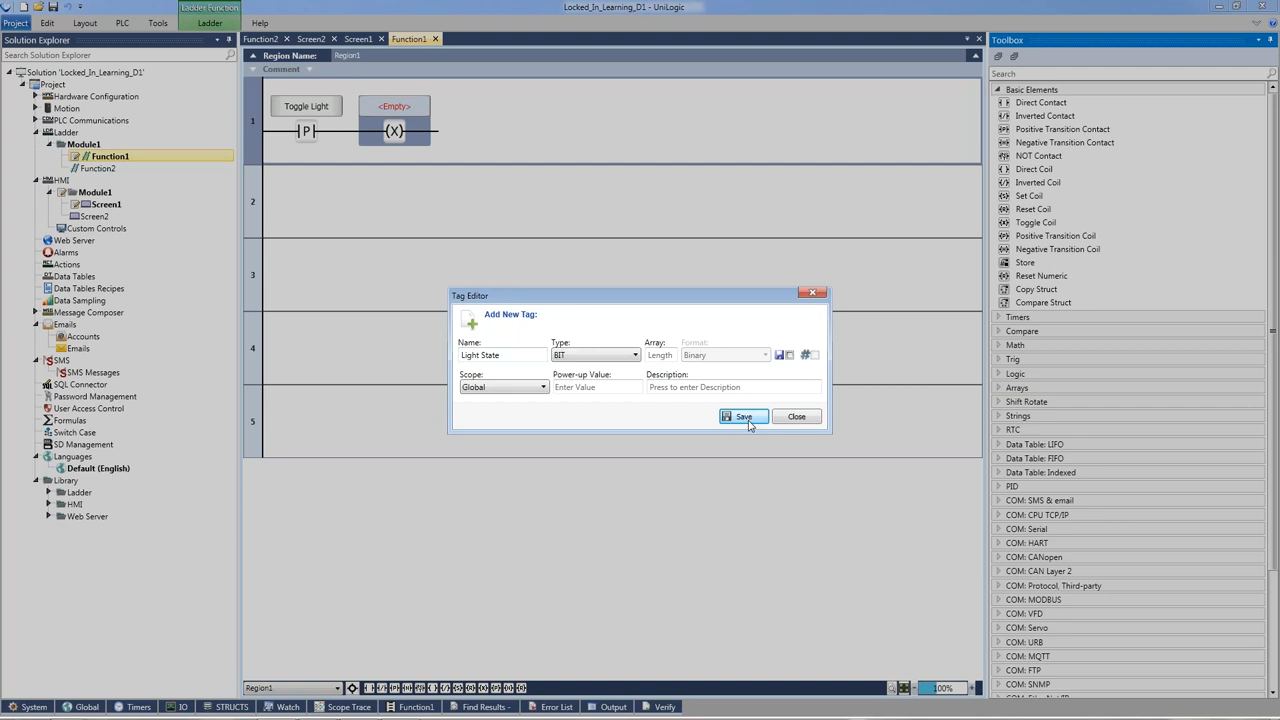 Ladder Function
Locked_In_Learning_D1 - UniLogic
Project Edit Layout PLC Tools Ladder Help
Solution Explorer
Search Solution Explorer
Solution 'Locked_In_Learning_D1'
Project
Hardware Configuration
Motion
PLC Communications
Ladder
Module1
Function1
Function2
HMI
Module1
Screen1
Screen2
Custom Controls
Web Server
Alarms
Actions
Data Tables
Data Tables Recipes
Data Sampling
Message Composer
Emails
Accounts
Emails
SMS
SMS Messages
SQL Connector
Password Management
User Access Control
Formulas
Switch Case
SD Management
Languages
Default (English)
Library
Ladder
HMI
Web Server
Function2 Screen2 Screen1 Function1
Region Name: Region1
Comment
1
Toggle Light
P
<Empty>
(X)
2
3
4
5
Tag Editor
Add New Tag:
Name: Type: Array: Format:
Light State BIT Length Binary
Scope: Power-up Value: Description:
Global Enter Value Press to enter Description
Save Close
Region1
100%
Toolbox
Search
Basic Elements
Direct Contact
Inverted Contact
Positive Transition Contact
Negative Transition Contact
NOT Contact
Direct Coil
Inverted Coil
Set Coil
Reset Coil
Toggle Coil
Positive Transition Coil
Negative Transition Coil
Store
Reset Numeric
Copy Struct
Compare Struct
Timers
Compare
Math
Trig
Logic
Arrays
Shift Rotate
Strings
RTC
Data Table: LIFO
Data Table: FIFO
Data Table: Indexed
PID
COM: SMS & email
COM: CPU TCP/IP
COM: Serial
COM: HART
COM: CANopen
COM: CAN Layer 2
COM: Protocol, Third-party
COM: MODBUS
COM: VFD
COM: Servo
COM: URB
COM: MQTT
COM: FTP
COM: SNMP
System Global Timers IO STRUCTS Watch Scope Trace Function1 Find Results - Error List Output Verify